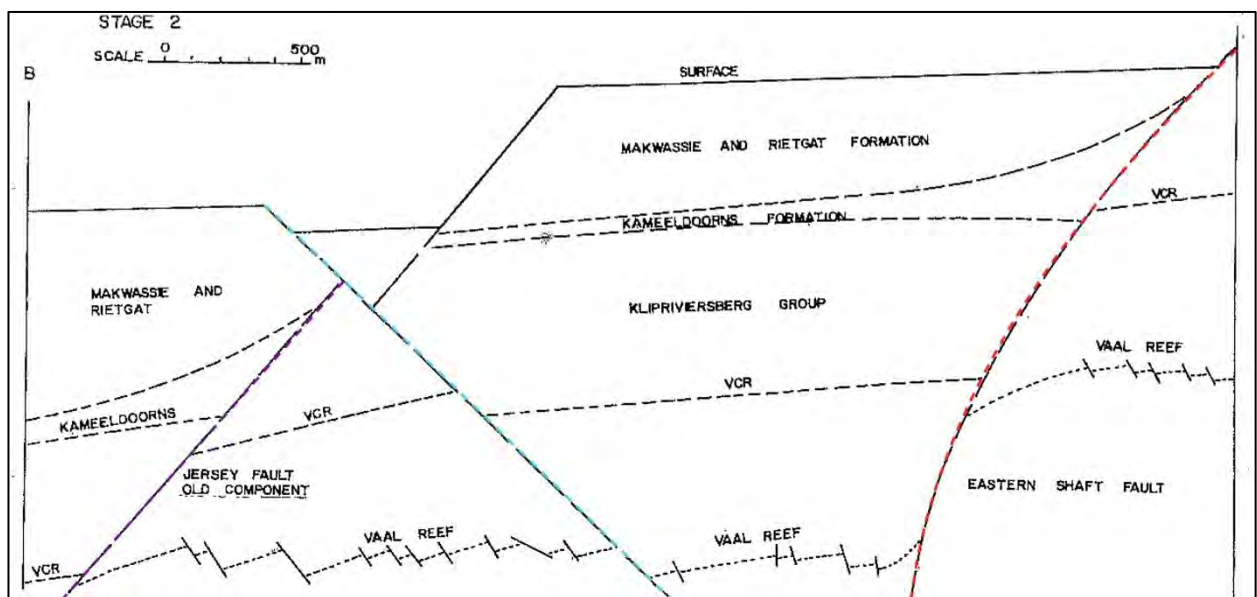 STAGE 2
SCALE 0 500 m
B
SURFACE
MAKWASSIE AND RIETGAT FORMATION
VCR
KAMEELDOORNS FORMATION
MAKWASSIE AND
RIETGAT
KLIPRIVIERSBERG GROUP
VAAL REEF
VCR
KAMEELDOORNS
VCR
JERSEY FAULT
OLD COMPONENT
EASTERN SHAFT FAULT
VAAL REEF
VAAL REEF
VCR